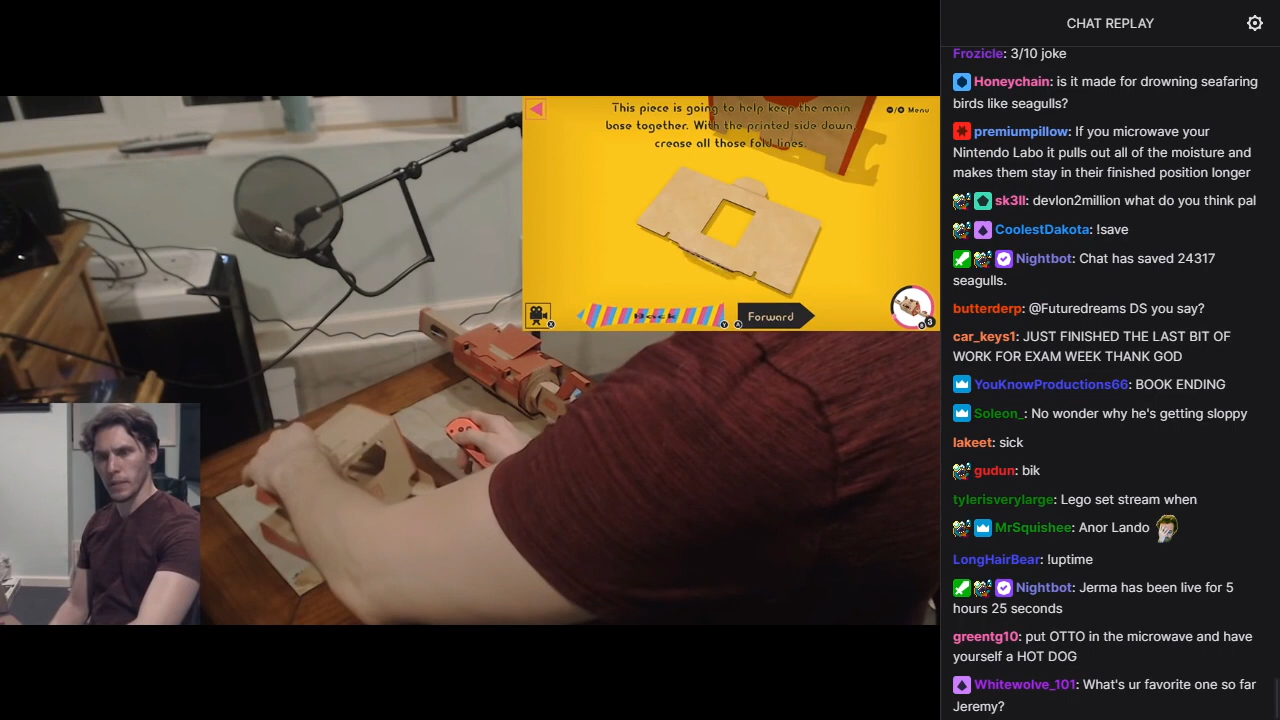 This piece is going to help keep the main
base together. With the printed side down,
crease all those fold lines.
Menu
Back
Forward
CHAT REPLAY
Frozicle: 3/10 joke
Honeychain: is it made for drowning seafaring
birds like seagulls?
premiumpillow: If you microwave your
Nintendo Labo it pulls out all of the moisture and
makes them stay in their finished position longer
sk3ll: devlon2million what do you think pal
CoolestDakota: !save
Nightbot: Chat has saved 24317
seagulls.
butterderp: @Futuredreams DS you say?
car_keys1: JUST FINISHED THE LAST BIT OF
WORK FOR EXAM WEEK THANK GOD
YouKnowProductions66: BOOK ENDING
Soleon_: No wonder why he's getting sloppy
lakeet: sick
gudun: bik
tylerisverylarge: Lego set stream when
MrSquishee: Anor Lando
LongHairBear: !uptime
Nightbot: Jerma has been live for 5
hours 25 seconds
greentg10: put OTTO in the microwave and have
yourself a HOT DOG
Whitewolve_101: What's ur favorite one so far
Jeremy?